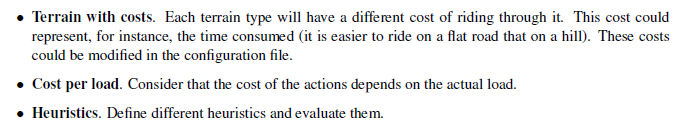 • Terrain with costs. Each terrain type will have a different cost of riding through it. This cost could
represent, for instance, the time consumed (it is easier to ride on a flat road that on a hill). These costs
could be modified in the configuration file.
• Cost per load. Consider that the cost of the actions depends on the actual load.
• Heuristics. Define different heuristics and evaluate them.